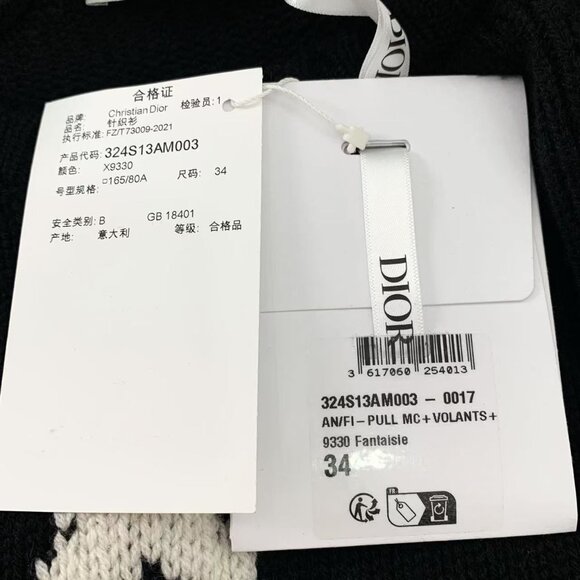 合格证
品牌: Christian Dior 检验员:1
品名: 针织衫
执行标准: FZ/T73009-2021
产品代码: 324S13AM003
颜色: X9330
号型规格: □165/80A 尺码: 34
安全类别: B GB 18401
产地: 意大利 等级: 合格品
DIOR
DIOR
3 617060 254013
324S13AM003 - 0017
AN/FI-PULL MC+VOLANTS+
9330 Fantaisie
34
FR